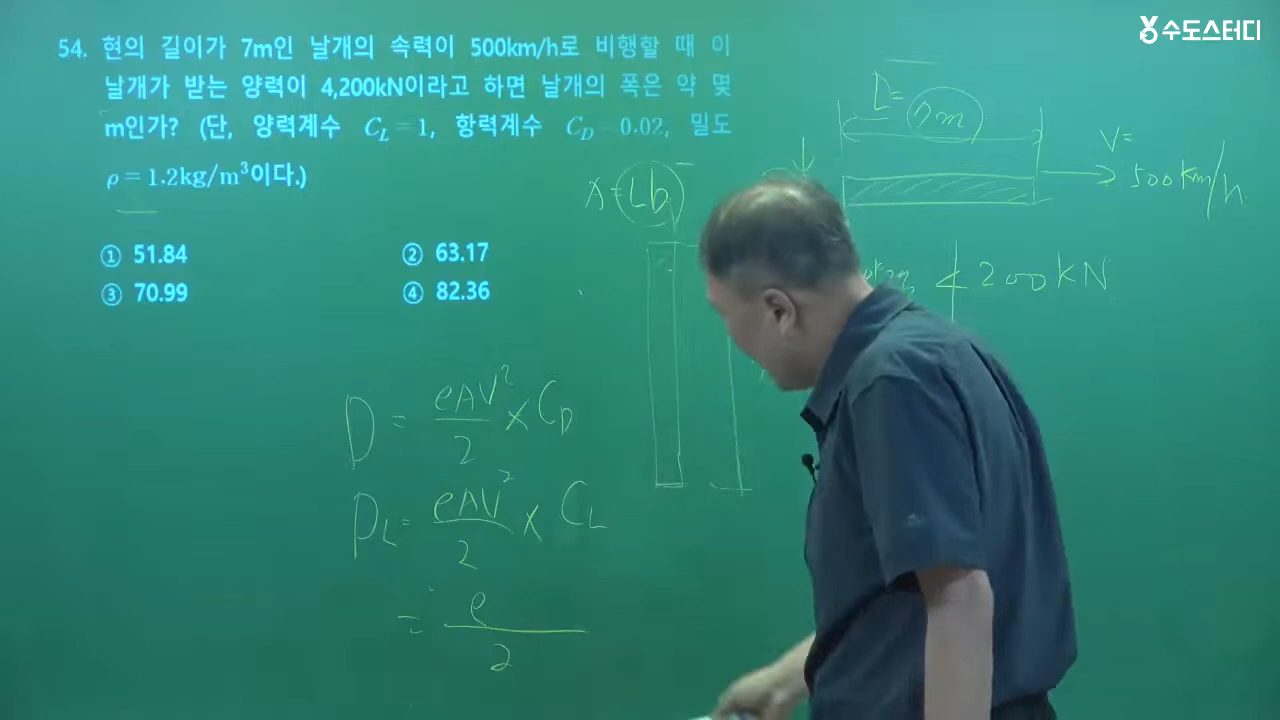 수도스터디
54. 현의 길이가 7m인 날개의 속력이 500km/h로 비행할 때 이
날개가 받는 양력이 4,200kN이라고 하면 날개의 폭은 약 몇
m인가? (단, 양력계수 C_L = 1, 항력계수 C_D = 0.02, 밀도
ρ = 1.2kg/m³이다.)
① 51.84 ② 63.17
③ 70.99 ④ 82.36
L= 7m
V=
500km/h
A=Lb
4200kN
D = ρAV²/2 × C_D
D_L = ρAV²/2 × C_L
= ρ/2